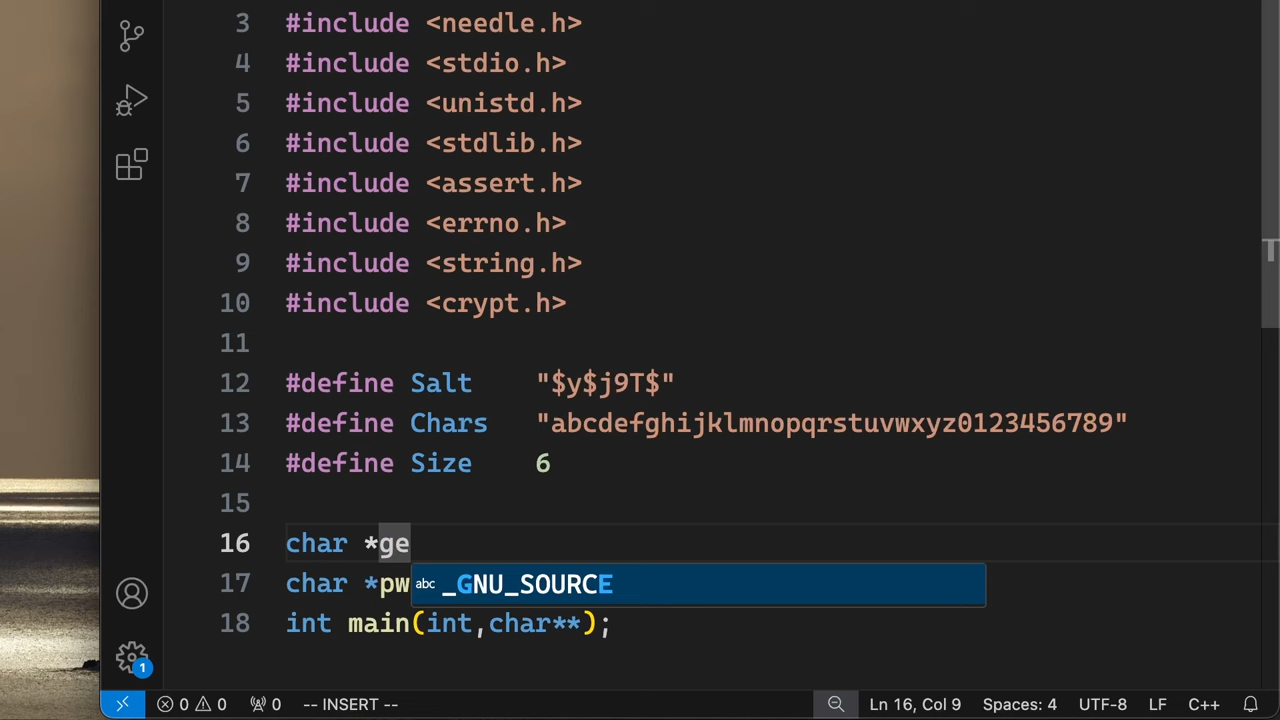 3 #include <needle.h>
4 #include <stdio.h>
5 #include <unistd.h>
6 #include <stdlib.h>
7 #include <assert.h>
8 #include <errno.h>
9 #include <string.h>
10 #include <crypt.h>
11
12 #define Salt "$y$j9T$"
13 #define Chars "abcdefghijklmnopqrstuvwxyz0123456789"
14 #define Size 6
15
16 char *ge
17 char *pw
abc _GNU_SOURCE
18 int main(int,char**);
1
0 0 0 -- INSERT -- Ln 16, Col 9 Spaces: 4 UTF-8 LF C++
T